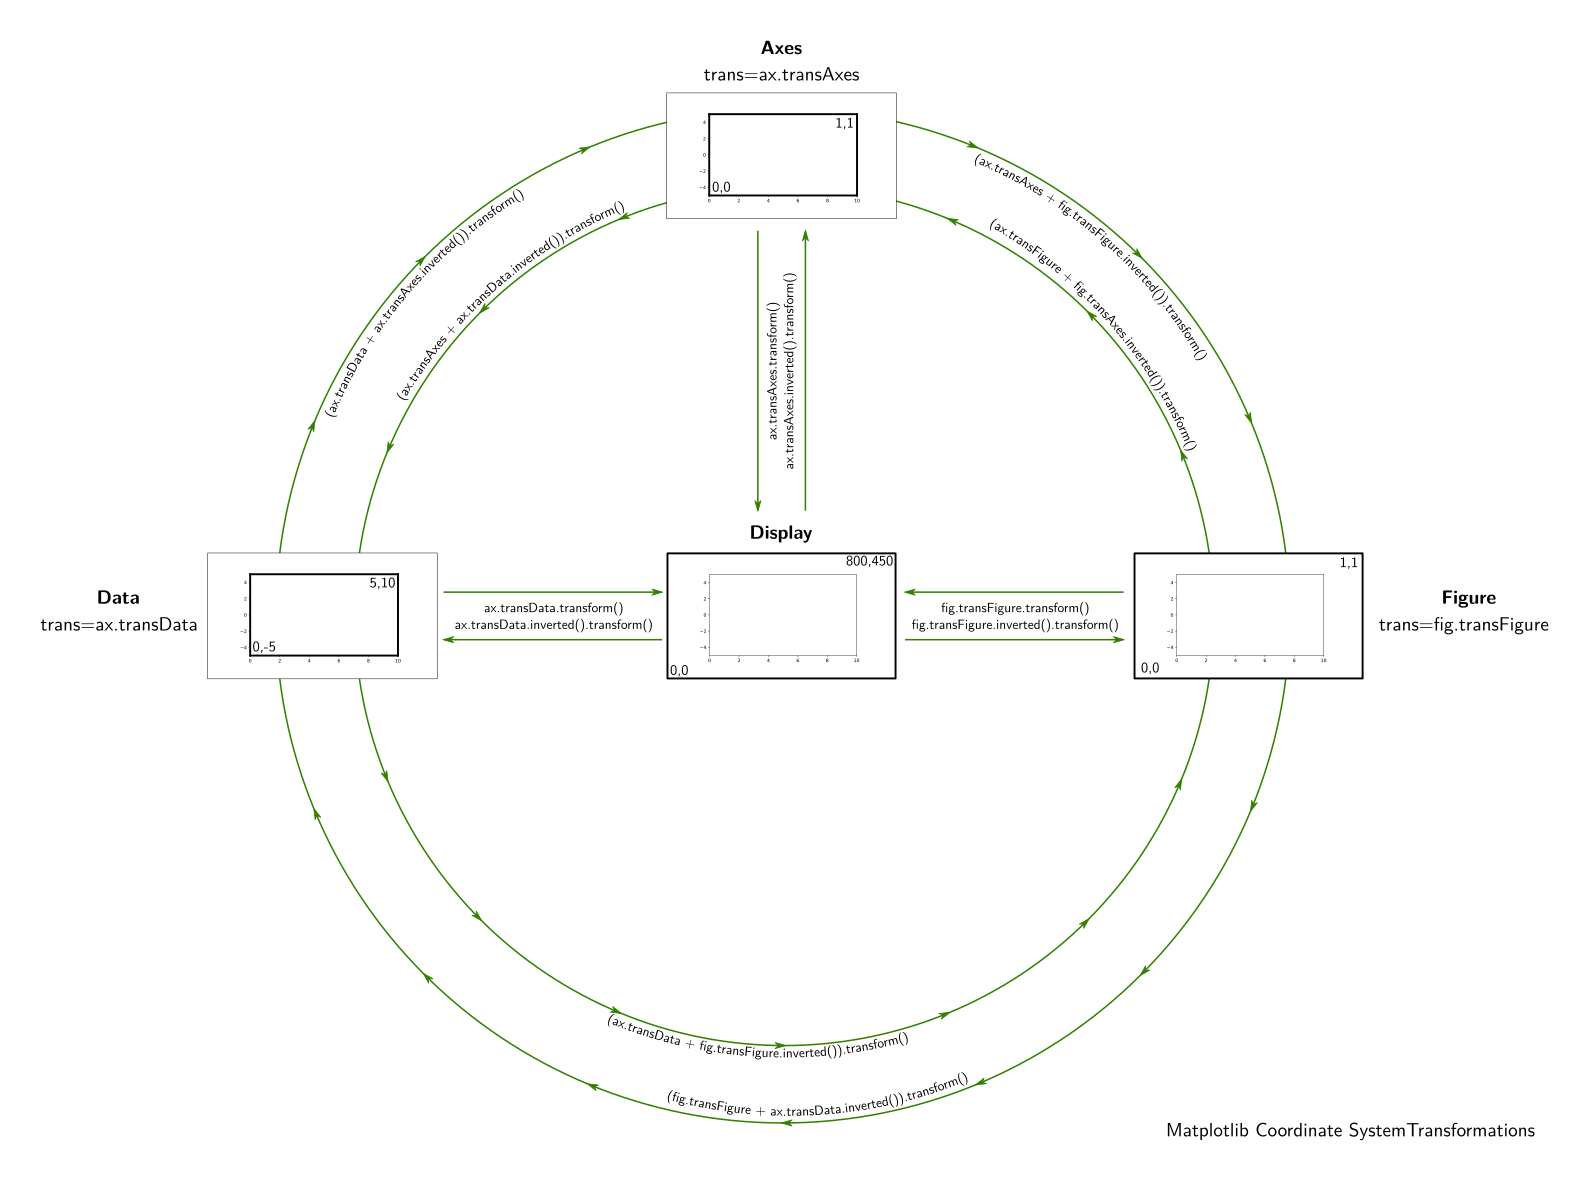 Axes
trans=ax.transAxes
1,1
0,0
4
2
0
−2
−4
0 2 4 6 8 10
(ax.transData + ax.transAxes.inverted()).transform()
(ax.transAxes + ax.transData.inverted()).transform()
(ax.transAxes + fig.transFigure.inverted()).transform()
(ax.transFigure + fig.transAxes.inverted()).transform()
ax.transAxes.transform()
ax.transAxes.inverted().transform()
Display
Data
trans=ax.transData
5,10
0,-5
4
2
0
−2
−4
0 2 4 6 8 10
ax.transData.transform()
ax.transData.inverted().transform()
800,450
0,0
4
2
0
−2
−4
0 2 4 6 8 10
fig.transFigure.transform()
fig.transFigure.inverted().transform()
1,1
0,0
4
2
0
−2
−4
0 2 4 6 8 10
Figure
trans=fig.transFigure
(ax.transData + fig.transFigure.inverted()).transform()
(fig.transFigure + ax.transData.inverted()).transform()
Matplotlib Coordinate SystemTransformations